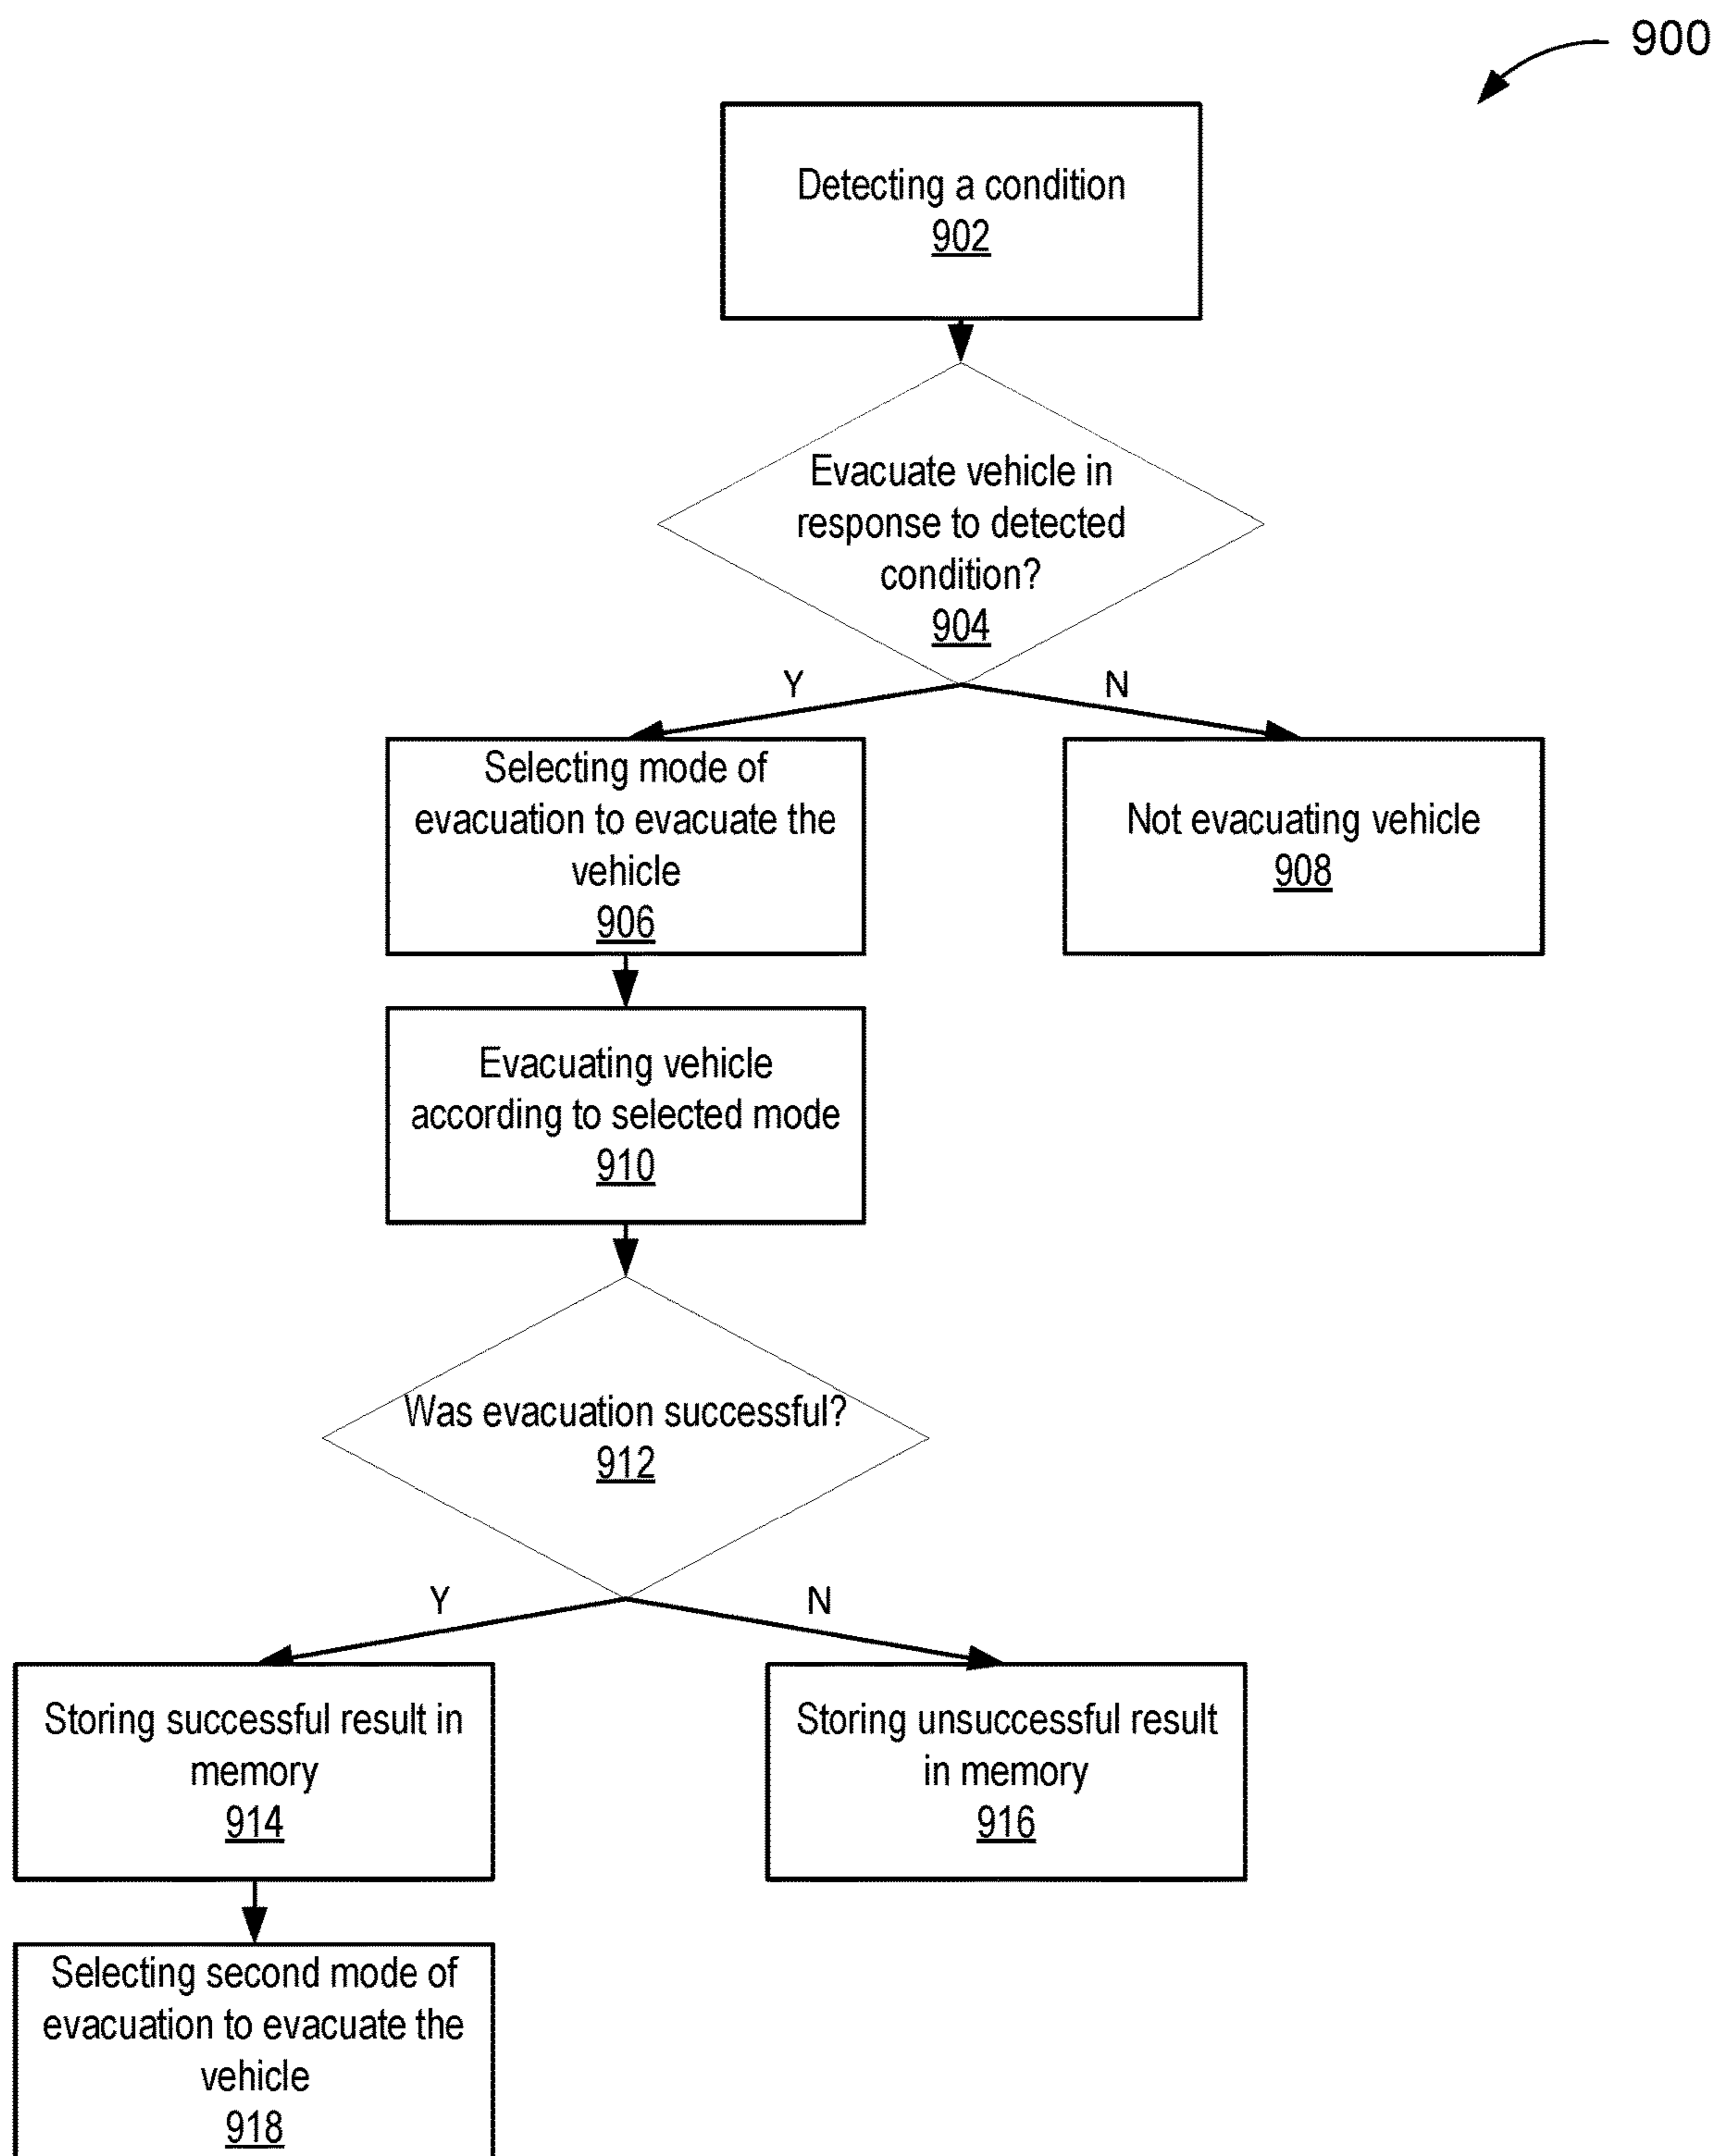 900
Detecting a condition
902
Evacuate vehicle in
response to detected
condition?
904
Y
N
Selecting mode of
evacuation to evacuate the
vehicle
906
Not evacuating vehicle
908
Evacuating vehicle
according to selected mode
910
Was evacuation successful?
912
Y
N
Storing successful result in
memory
914
Storing unsuccessful result
in memory
916
Selecting second mode of
evacuation to evacuate the
vehicle
918